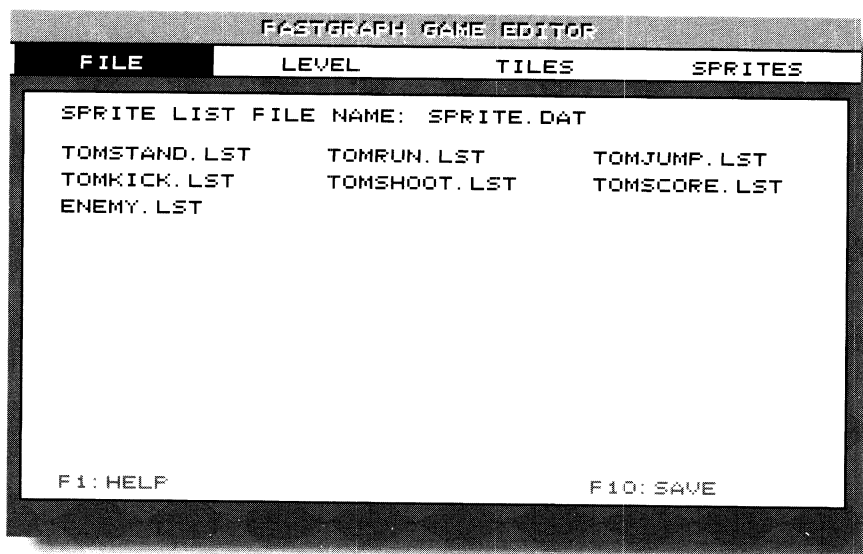 FASTGRAPH GAME EDITOR
FILE LEVEL TILES SPRITES
SPRITE LIST FILE NAME: SPRITE.DAT
TOMSTAND.LST TOMRUN.LST TOMJUMP.LST
TOMKICK.LST TOMSHOOT.LST TOMSCORE.LST
ENEMY.LST
F1:HELP F10:SAVE